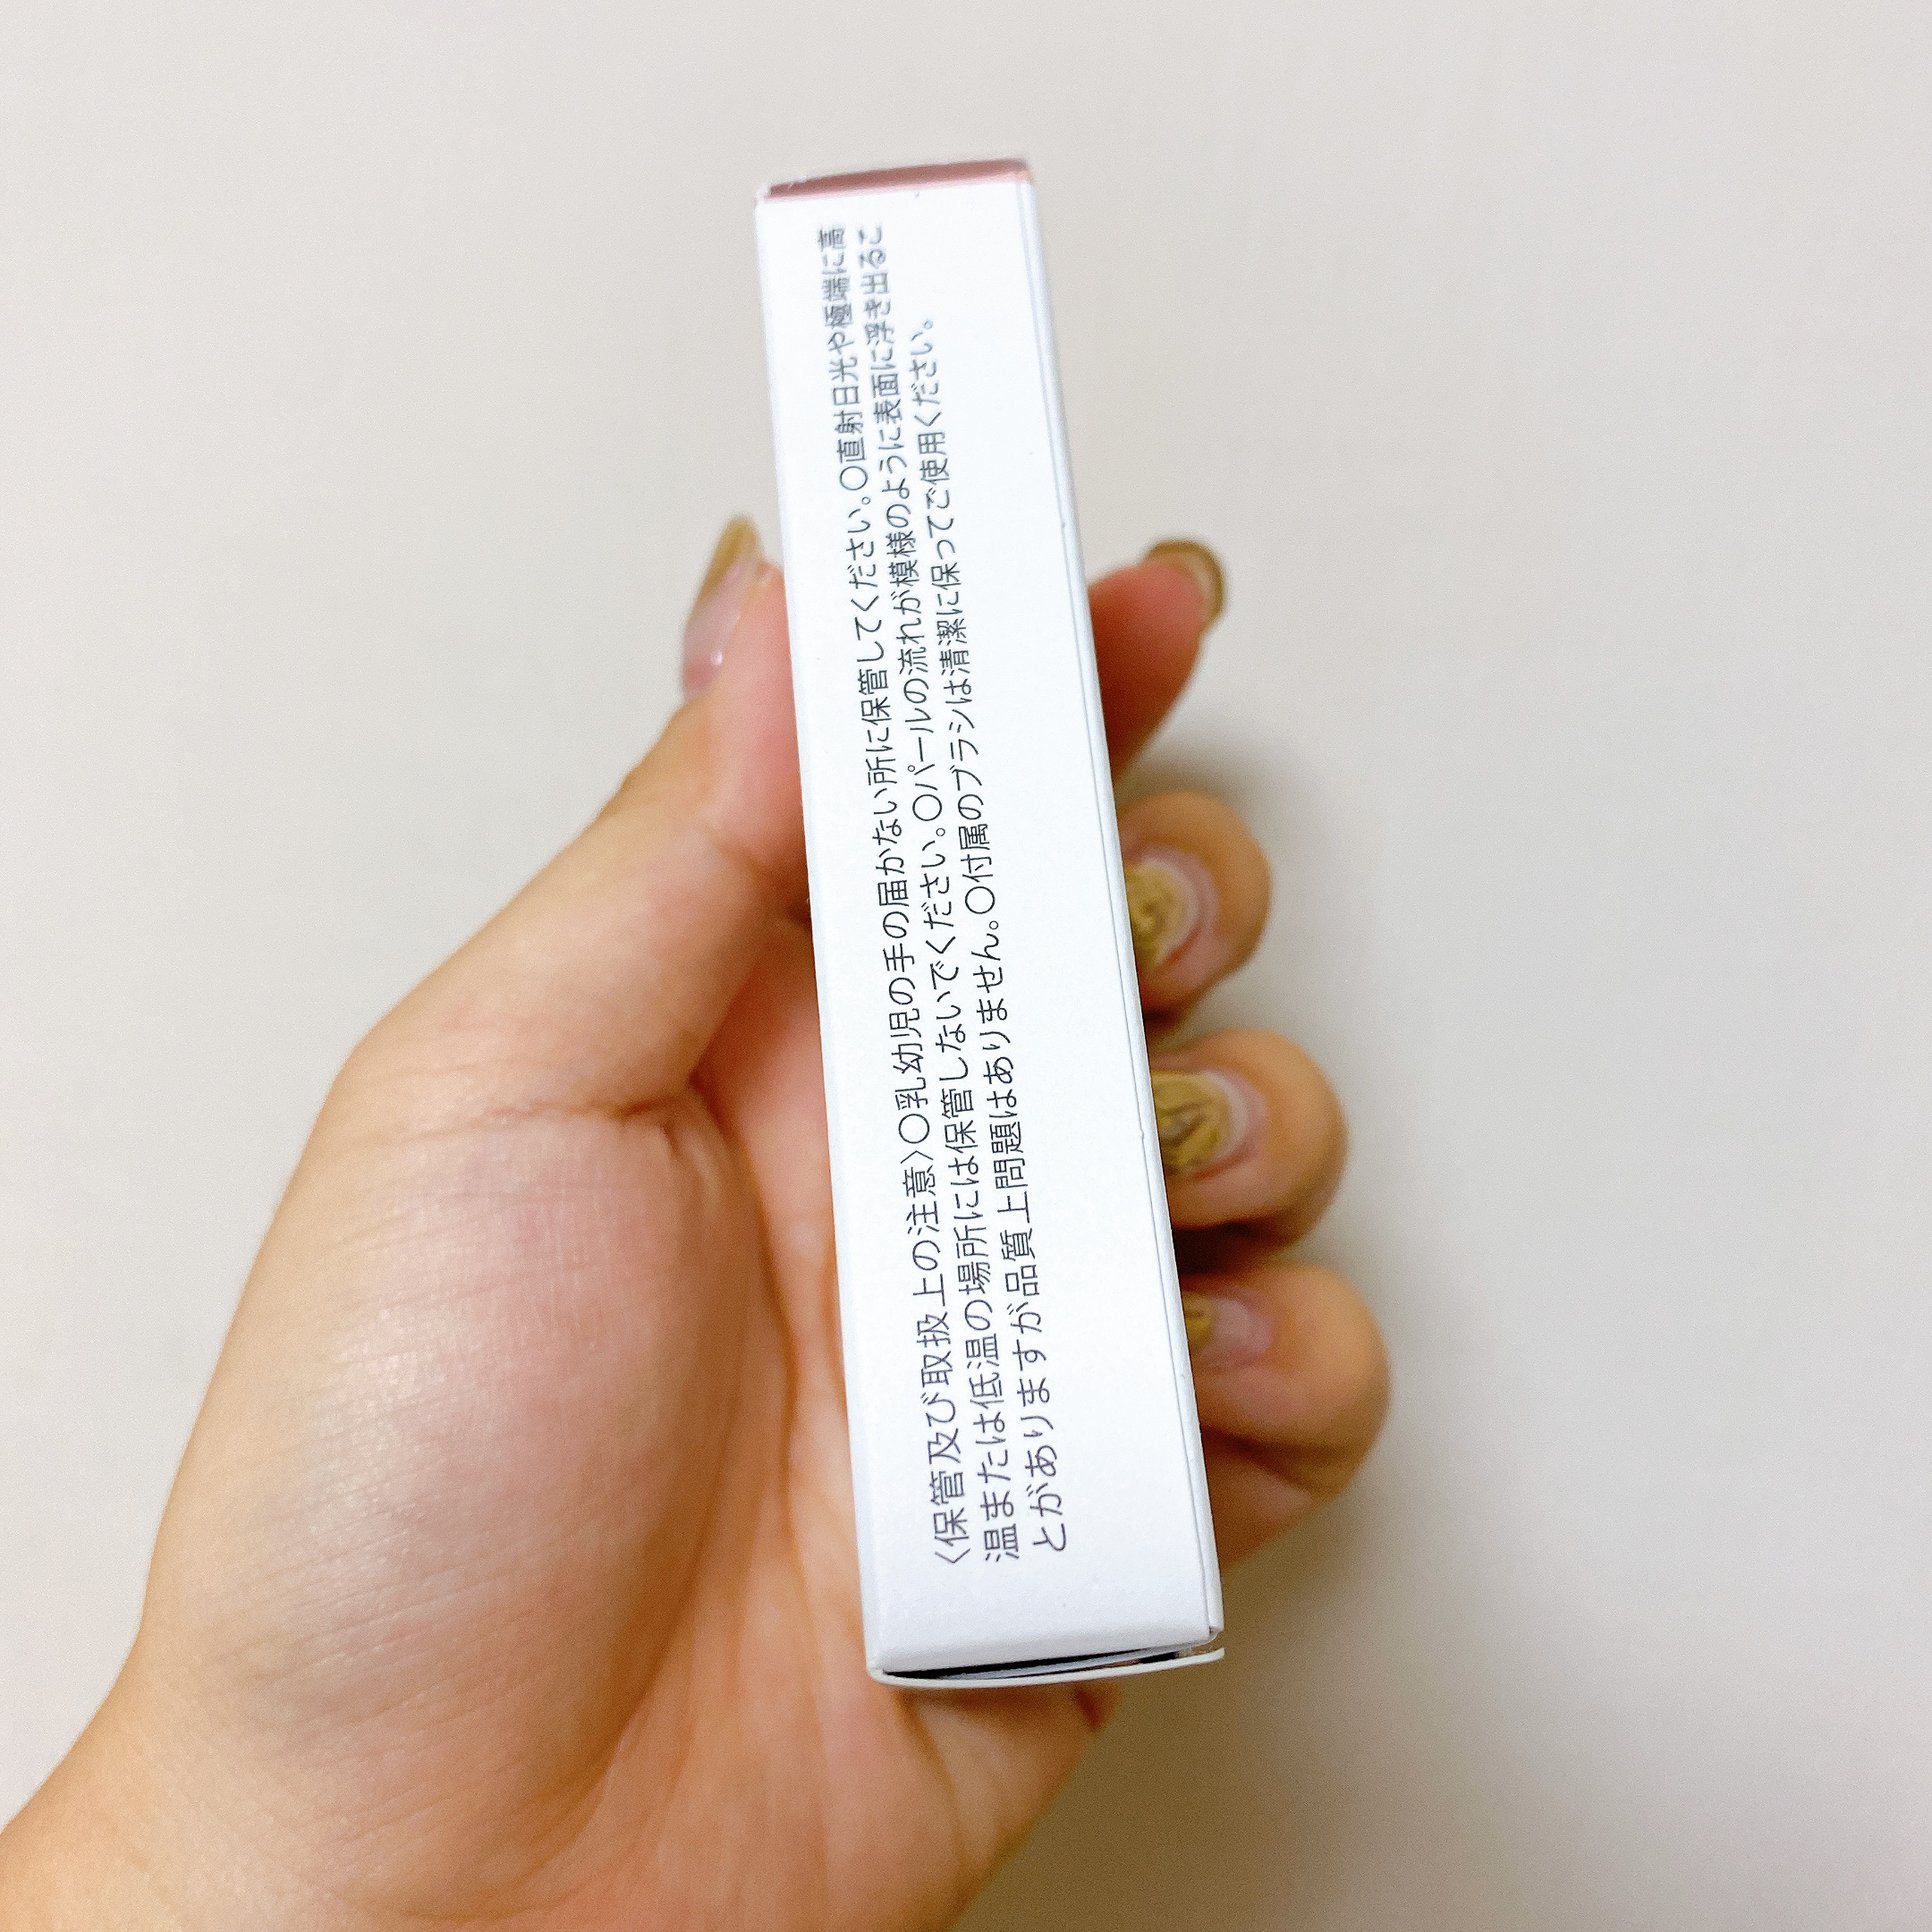 〈保管及び取扱上の注意〉〇乳幼児の手の届かない所に保管してください。〇直射日光や極端に高
温または低温の場所には保管しないでください。〇パールの流れが模様のように表面に浮き出るこ
とがありますが品質上問題はありません。〇付属のブラシは清潔に保ってご使用ください。